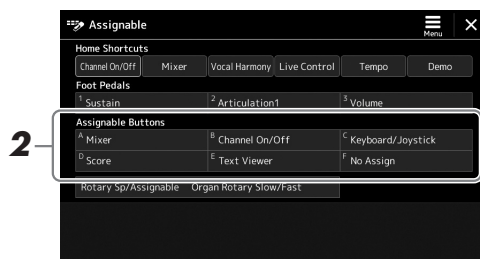 Assignable
Menu
Home Shortcuts
Channel On/Off Mixer Vocal Harmony Live Control Tempo Demo
Foot Pedals
1 Sustain 2 Articulation1 3 Volume
Assignable Buttons
2
A Mixer B Channel On/Off C Keyboard/Joystick
D Score E Text Viewer F No Assign
Rotary Sp/Assignable Organ Rotary Slow/Fast